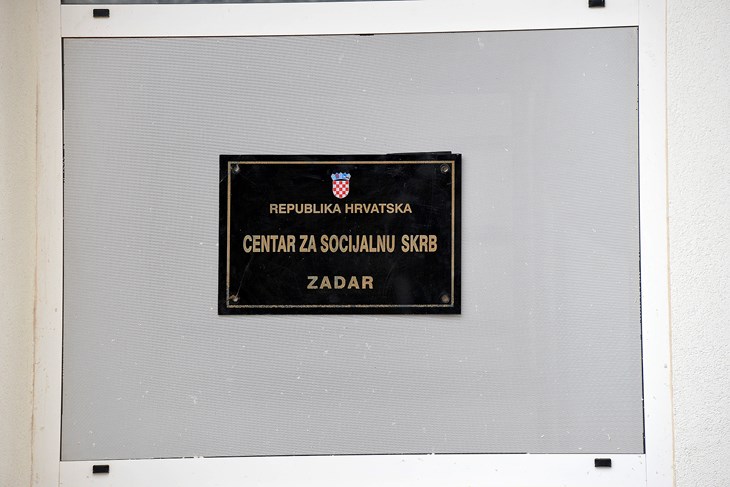 REPUBLIKA HRVATSKA
CENTAR ZA SOCIJALNU SKRB
ZADAR